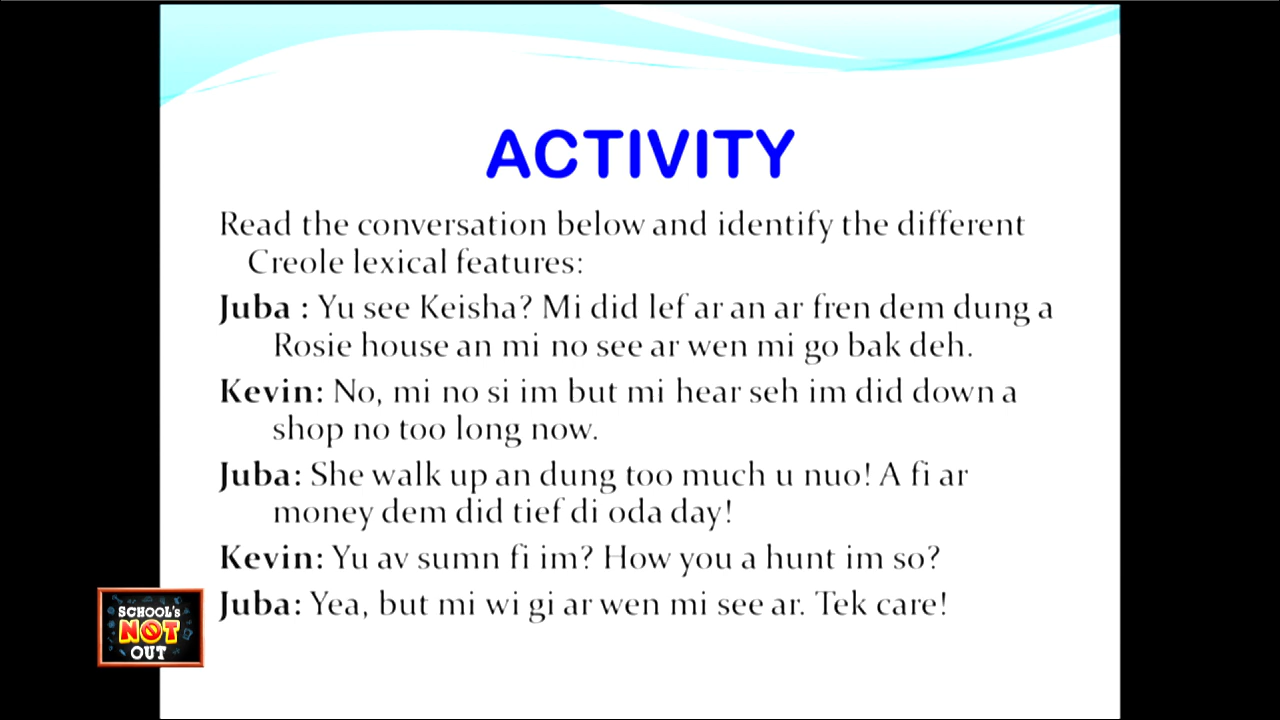 ACTIVITY
Read the conversation below and identify the different
Creole lexical features:
Juba : Yu see Keisha? Mi did lef ar an ar fren dem dung a
Rosie house an mi no see ar wen mi go bak deh.
Kevin: No, mi no si im but mi hear seh im did down a
shop no too long now.
Juba: She walk up an dung too much u nuo! A fi ar
money dem did tief di oda day!
Kevin: Yu av sumn fi im? How you a hunt im so?
Juba: Yea, but mi wi gi ar wen mi see ar. Tek care!
SCHOOL'S
NOT
OUT